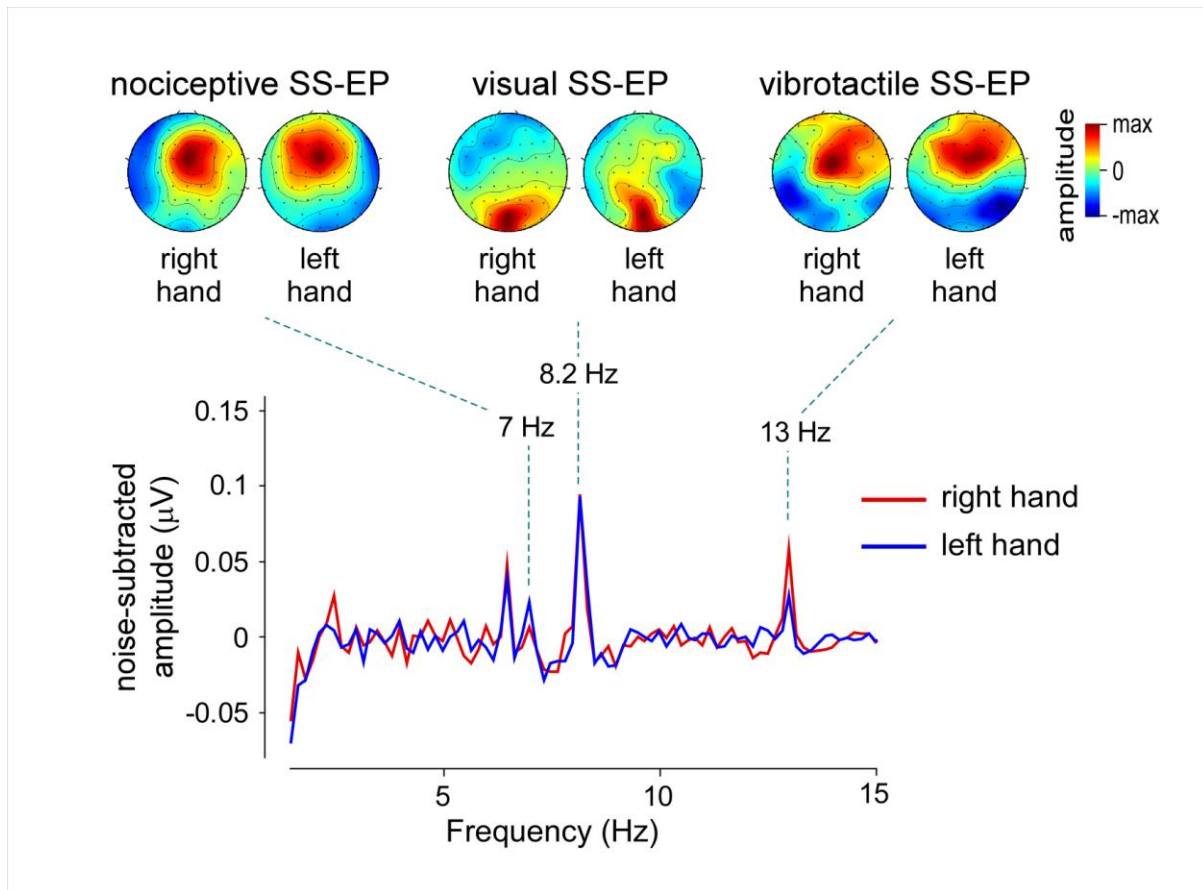 nociceptive SS-EP visual SS-EP vibrotactile SS-EP
right hand
left hand
right hand
left hand
right hand
left hand
amplitude
max
0
-max
8.2 Hz
7 Hz
13 Hz
noise-subtracted
amplitude (μV)
0.15
0.1
0.05
0
-0.05
right hand
left hand
5 10 15
Frequency (Hz)